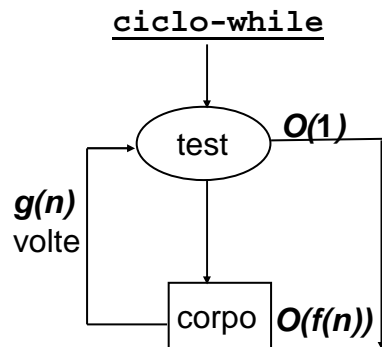 ciclo-while
test
O(1)
g(n)
volte
corpo
O(f(n))